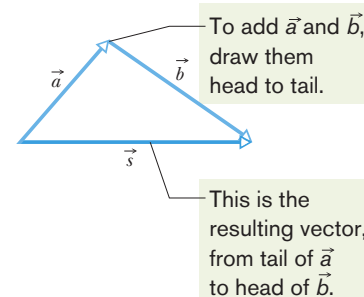 To add a⃗ and b⃗,
draw them
head to tail.
a⃗
b⃗
s⃗
This is the
resulting vector,
from tail of a⃗
to head of b⃗.